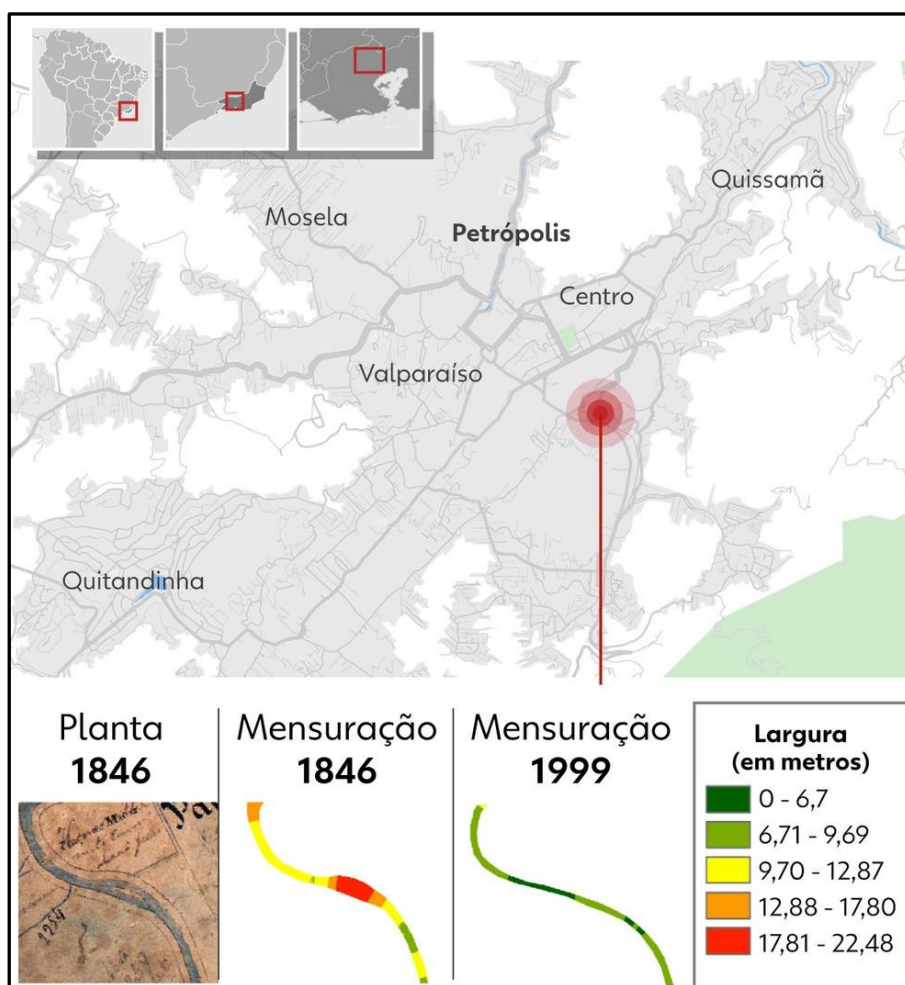 Quissamã
Mosela
Petrópolis
Centro
Valparaíso
Quitandinha
Planta
1846
Mensuração
1846
Mensuração
1999
Largura
(em metros)
0 - 6,7
6,71 - 9,69
9,70 - 12,87
12,88 - 17,80
17,81 - 22,48
1254